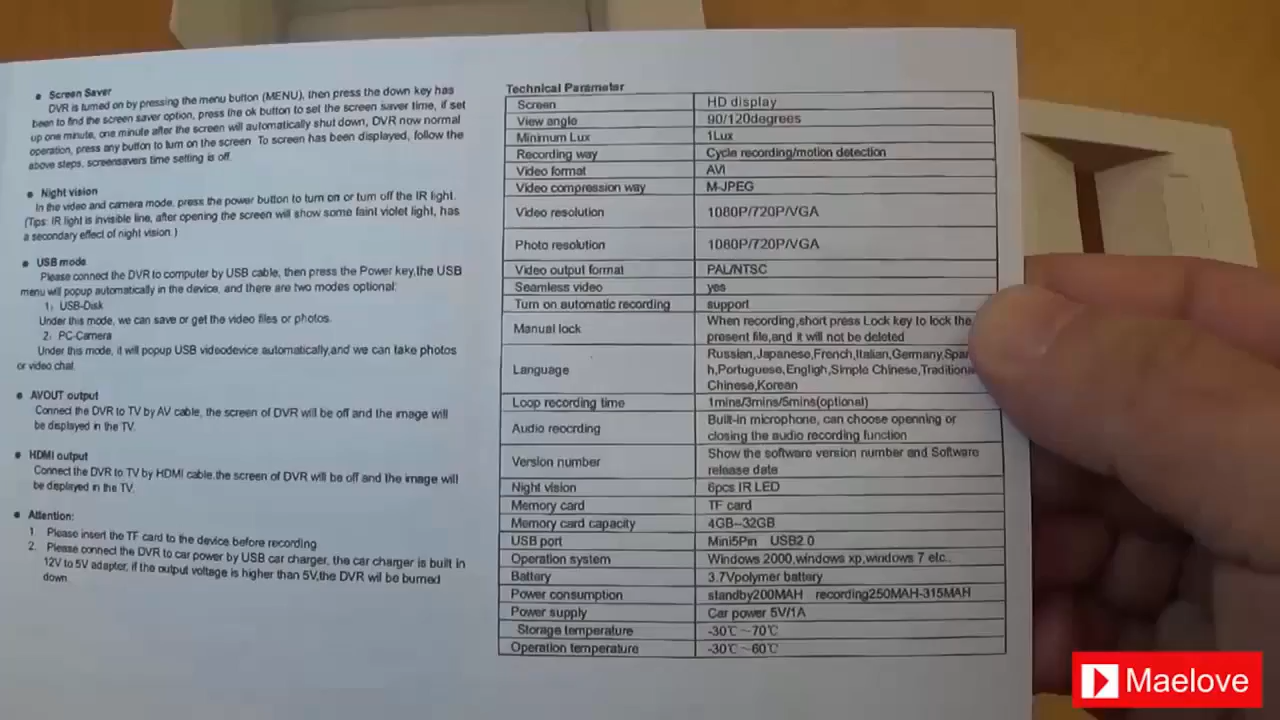 ● Screen Saver
DVR is turned on by pressing the menu button (MENU), then press the down key has
been to find the screen saver option, press the ok button to set the screen saver time, if set
up one minute, one minute after the screen will automatically shut down, DVR now normal
operation, press any button to turn on the screen To screen has been displayed, follow the
above steps, screensavers time setting is off.
● Night vision
In the video and camera mode, press the power button to turn on or turn off the IR light.
(Tips: IR light is invisible line, after opening the screen will show some faint violet light, has
a secondary effect of night vision.)
● USB mode
Please connect the DVR to computer by USB cable, then press the Power key,the USB
menu will popup automatically in the device, and there are two modes optional:
1: USB-Disk
Under this mode, we can save or get the video files or photos.
2: PC-Camera
Under this mode, it will popup USB videodevice automatically,and we can take photos
or video chat.
● AVOUT output
Connect the DVR to TV by AV cable, the screen of DVR will be off and the image will
be displayed in the TV.
● HDMI output
Connect the DVR to TV by HDMI cable,the screen of DVR will be off and the image will
be displayed in the TV.
● Attention:
1. Please insert the TF card to the device before recording
2. Please connect the DVR to car power by USB car charger, the car charger is built in
12V to 5V adapter, if the output voltage is higher than 5V,the DVR will be burned
down.
Technical Parameter
Screen HD display
View angle 90/120degrees
Minimum Lux 1Lux
Recording way Cycle recording/motion detection
Video format AVI
Video compression way M-JPEG
Video resolution 1080P/720P/VGA
Photo resolution 1080P/720P/VGA
Video output format PAL/NTSC
Seamless video yes
Turn on automatic recording support
Manual lock When recording,short press Lock key to lock the
present file,and it will not be deleted
Language Russian,Japanese,French,Italian,Germany,Span
h,Portuguese,Engligh,Simple Chinese,Traditiona
Chinese,Korean
Loop recording time 1mins/3mins/5mins(optional)
Audio reocrding Built-in microphone, can choose openning or
closing the audio recording function
Version number Show the software version number and Software
release date
Night vision 6pcs IR LED
Memory card TF card
Memory card capacity 4GB--32GB
USB port Mini5Pin USB2.0
Operation system Windows 2000,windows xp,windows 7 etc..
Battery 3.7Vpolymer battery
Power consumption standby200MAH recording250MAH-315MAH
Power supply Car power 5V/1A
Storage temperature -30℃~70℃
Operation temperature -30℃~60℃
Maelove